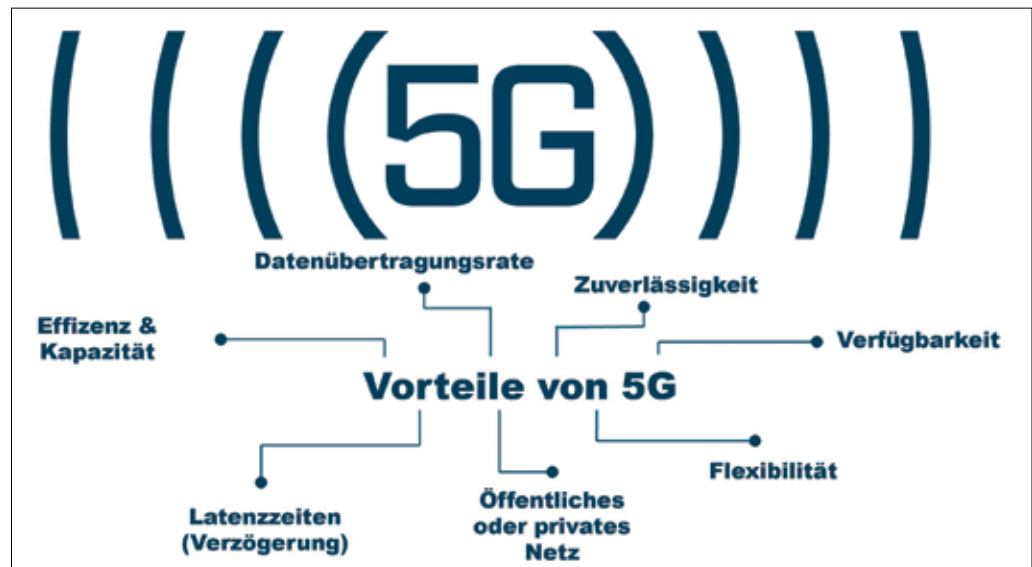 5G
Datenübertragungsrate
Zuverlässigkeit
Effizenz &
Kapazität
Verfügbarkeit
Vorteile von 5G
Flexibilität
Latenzzeiten
(Verzögerung)
Öffentliches
oder privates
Netz